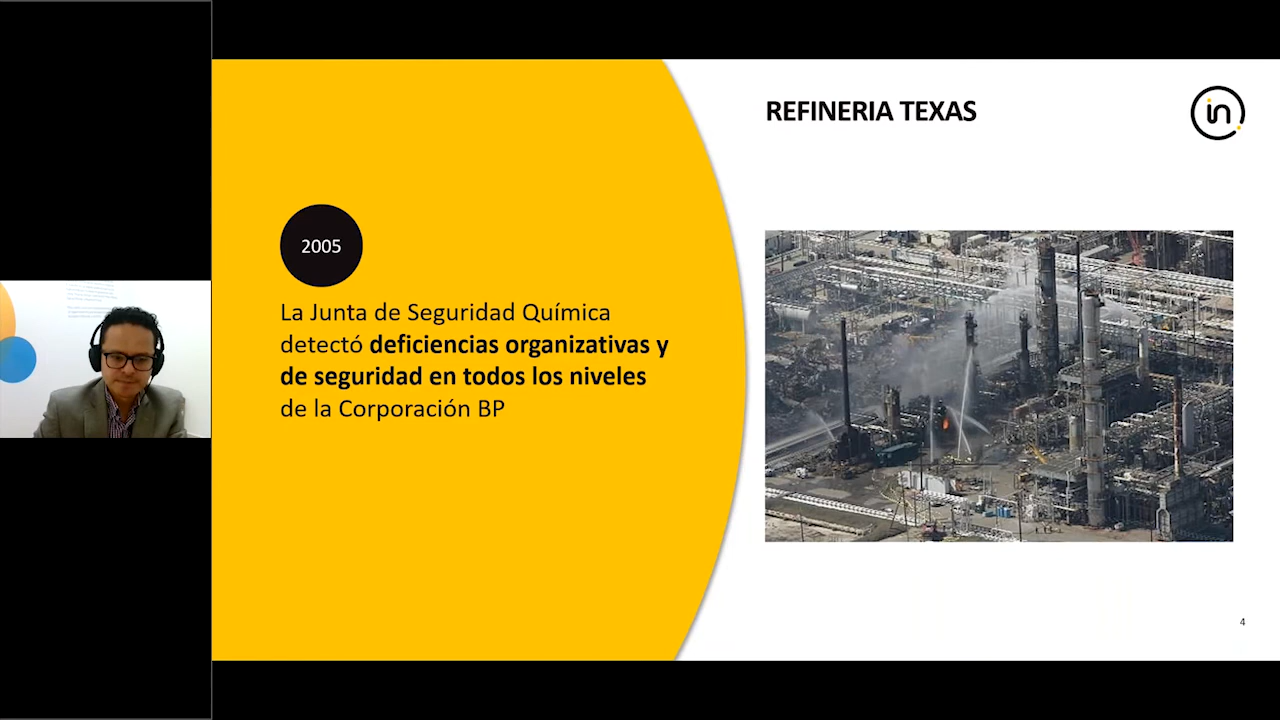 REFINERIA TEXAS
in
2005
La Junta de Seguridad Química
detectó deficiencias organizativas y
de seguridad en todos los niveles
de la Corporación BP
4